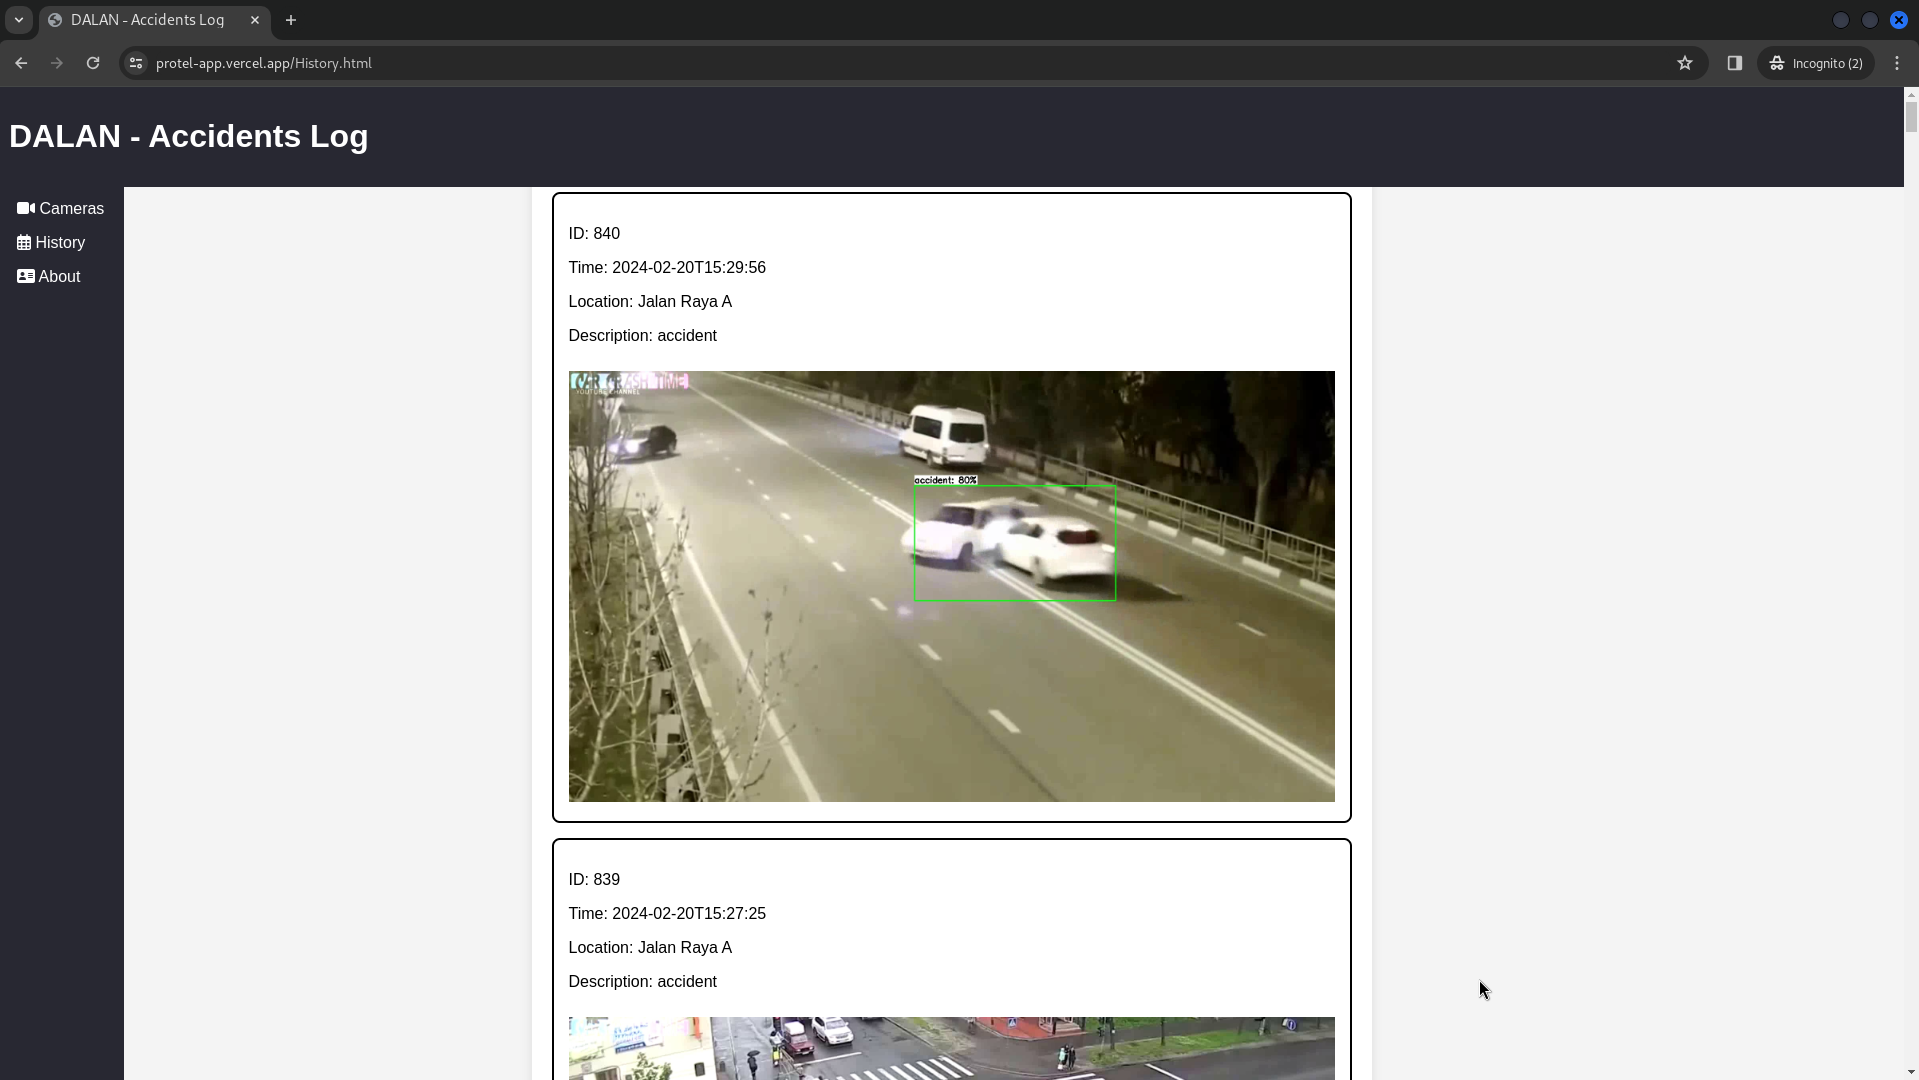 DALAN - Accidents Log
protel-app.vercel.app/History.html
Incognito (2)
DALAN - Accidents Log
Cameras
History
About
ID: 840
Time: 2024-02-20T15:29:56
Location: Jalan Raya A
Description: accident
CAR CRASH TIME
YOUTUBE CHANNEL
accident: 80%
ID: 839
Time: 2024-02-20T15:27:25
Location: Jalan Raya A
Description: accident